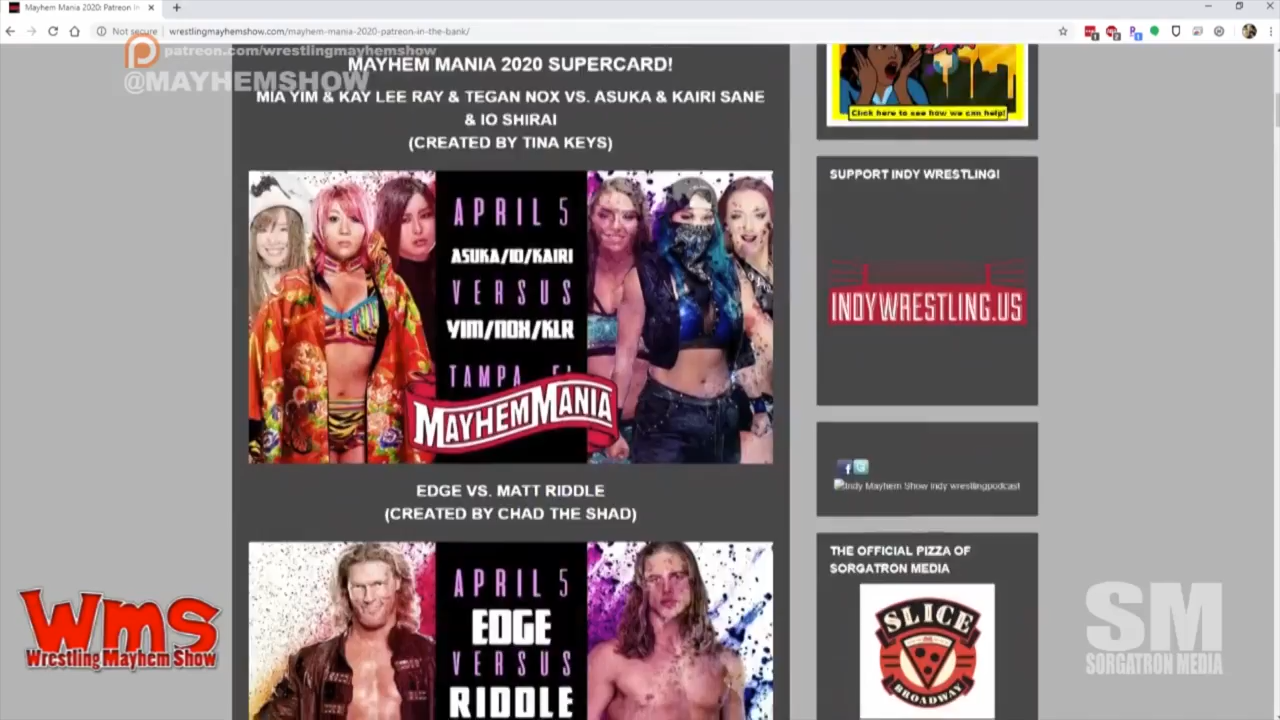 Mayhem Mania 2020: Patreon In
Not secure
wrestlingmayhemshow.com/mayhem-mania-2020-patreon-in-the-bank/
patreon.com/wrestlingmayhemshow
@MAYHEMSHOW
MAYHEM MANIA 2020 SUPERCARD!
MIA YIM & KAY LEE RAY & TEGAN NOX VS. ASUKA & KAIRI SANE
& IO SHIRAI
(CREATED BY TINA KEYS)
APRIL 5
ASUKA/IO/KAIRI
VERSUS
YIM/NOX/KLR
TAMPA, FL
MAYHEMMANIA
EDGE VS. MATT RIDDLE
(CREATED BY CHAD THE SHAD)
APRIL 5
EDGE
VERSUS
RIDDLE
Click here to see how we can help!
SUPPORT INDY WRESTLING!
INDYWRESTLING.US
Indy Mayhem Show indy wrestlingpodcast
THE OFFICIAL PIZZA OF
SORGATRON MEDIA
SLICE
BROADWAY
Wms
Wrestling Mayhem Show
SM
SORGATRON MEDIA